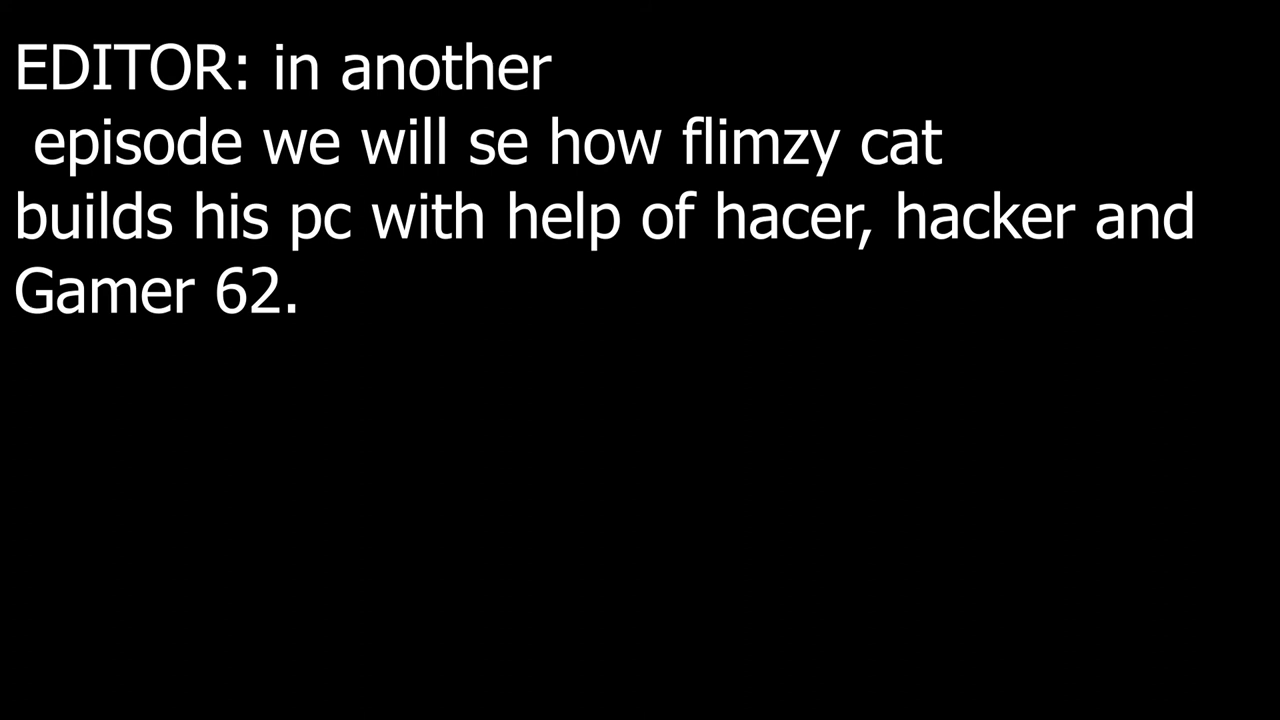 EDITOR: in another
episode we will se how flimzy cat
builds his pc with help of hacer, hacker and
Gamer 62.